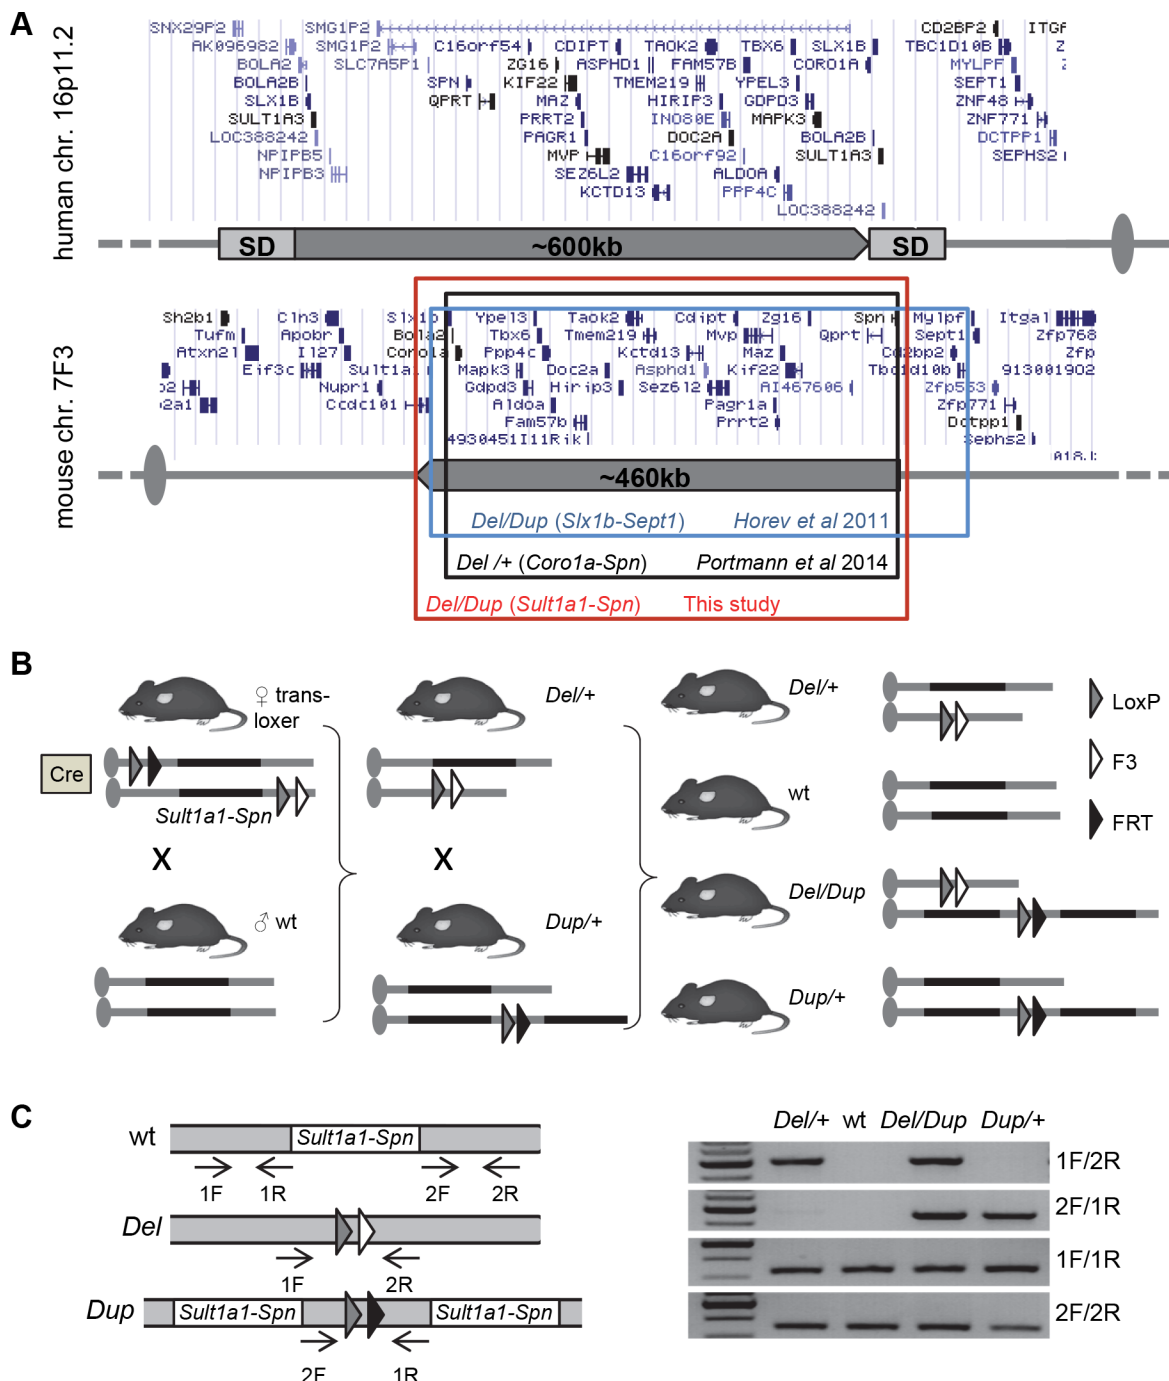 A
human chr. 16p11.2
SNX29P2 SMG1P2 CD2BP2
AK096982 SMG1P2 C16orf54 CDIPT TAOK2 TBX6 SLX1B TBC1D10B
BOLA2 SLC7A5P1 ZG16 ASPHD1 FAM57B CORO1A MYLPF
BOLA2B SPN KIF22 TMEM219 YPEL3 SEPT1
SLX1B QPRT MAZ HIRIP3 GDPD3 ZNF48
SULT1A3 PRRT2 INO80E MAPK3 ZNF771
LOC388242 PAGR1 DOC2A BOLA2B DCTPP1
NPIPB5 MVP C16orf92 SULT1A3 SEPHS2
NPIPB3 SEZ6L2 ALDOA
KCTD13 PPP4C
LOC388242
SD ~600kb SD
mouse chr. 7F3
Sh2b1 Cln3 Slx1b Ypel3 Taok2 Cdipt Zg16 Spn Mylpf Itgal
Tufm Apobr Bola2 Tbx6 Tmem219 Mvp Qprt Sept1 Zfp768
Atxn2l Il27 Coro1a Ppp4c Kctd13 Maz Cd2bp2 Zfp
Eif3c Sult1a1 Mapk3 Doc2a Asphd1 Kif22 Tbc1d10b
Nupr1 Gdpd3 Hirip3 Sez6l2 AI467606 Zfp553
Ccdc101 Aldoa Pagr1a Zfp771
Fam57b Prrt2 Dctpp1
4930451I11Rik Sephs2
~460kb
Del/Dup (Slx1b-Sept1) Horev et al 2011
Del /+ (Coro1a-Spn) Portmann et al 2014
Del/Dup (Sult1a1-Spn) This study
B
♀ trans-
loxer
Cre
Sult1a1-Spn
X
♂ wt
Del/+
X
Dup/+
Del/+
wt
Del/Dup
Dup/+
LoxP
F3
FRT
C
wt Sult1a1-Spn
1F 1R 2F 2R
Del
1F 2R
Dup Sult1a1-Spn Sult1a1-Spn
2F 1R
Del/+ wt Del/Dup Dup/+
1F/2R
2F/1R
1F/1R
2F/2R